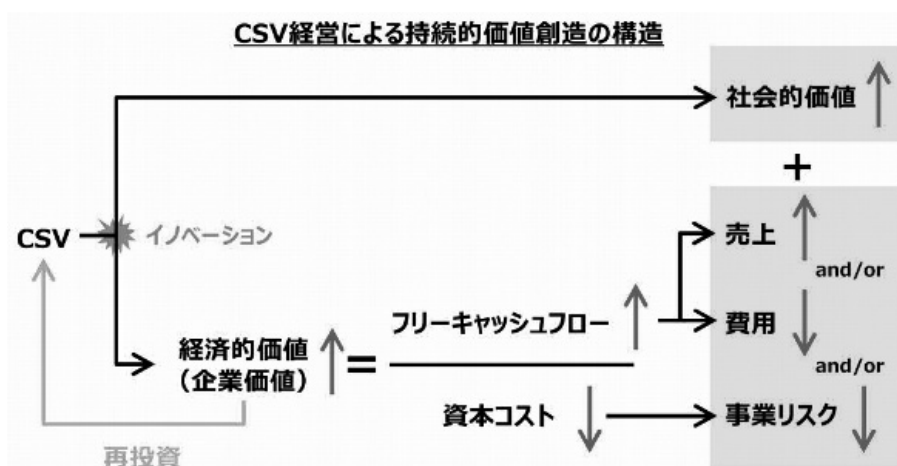 CSV経営による持続的価値創造の構造
社会的価値
+
CSV
イノベーション
売上
and/or
フリーキャッシュフロー
費用
経済的価値
(企業価値)
=
and/or
資本コスト
事業リスク
再投資